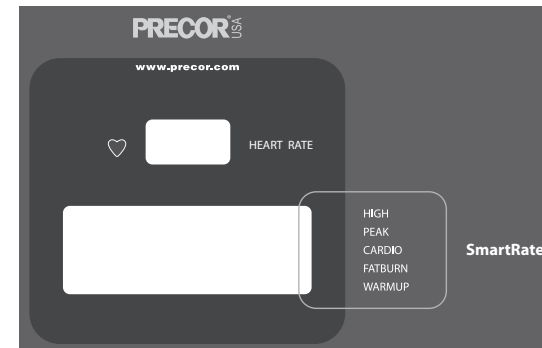 PRECOR USA
www.precor.com
HEART RATE
HIGH
PEAK
CARDIO
SmartRate
FATBURN
WARMUP